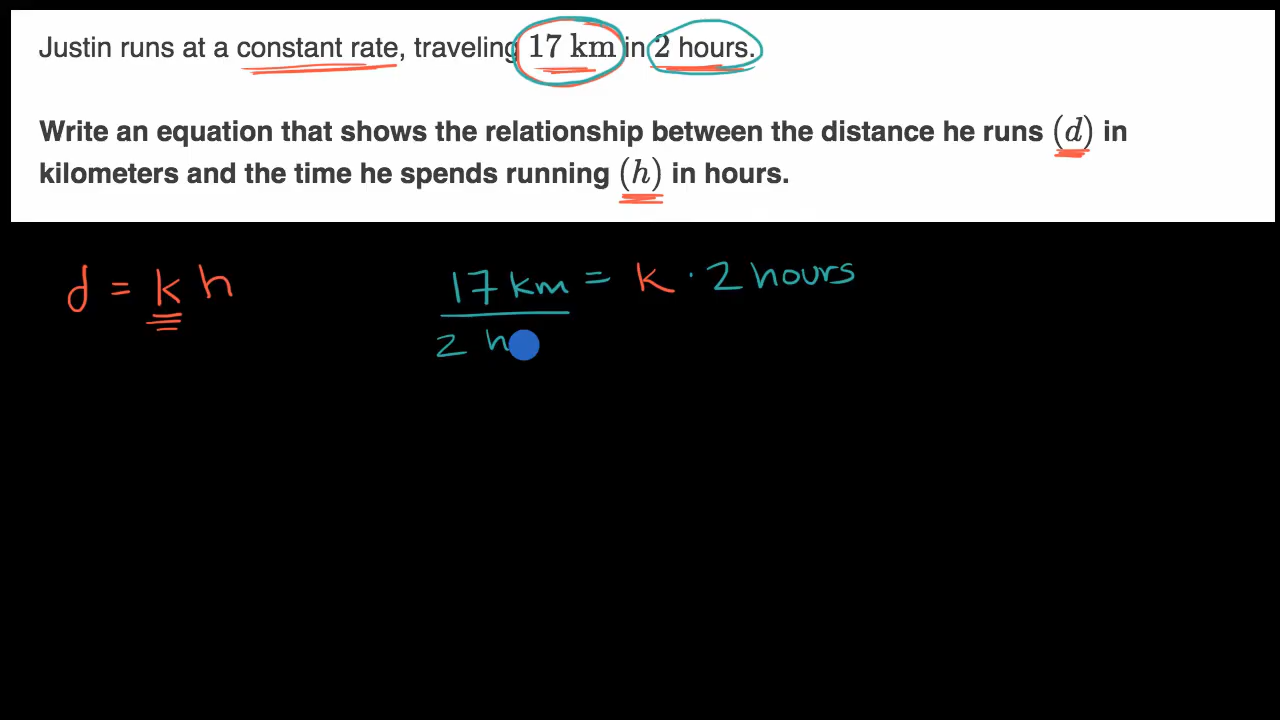 Justin runs at a constant rate, traveling 17 km in 2 hours.
Write an equation that shows the relationship between the distance he runs (d) in
kilometers and the time he spends running (h) in hours.
d = k h
17 km = k · 2 hours
2 h